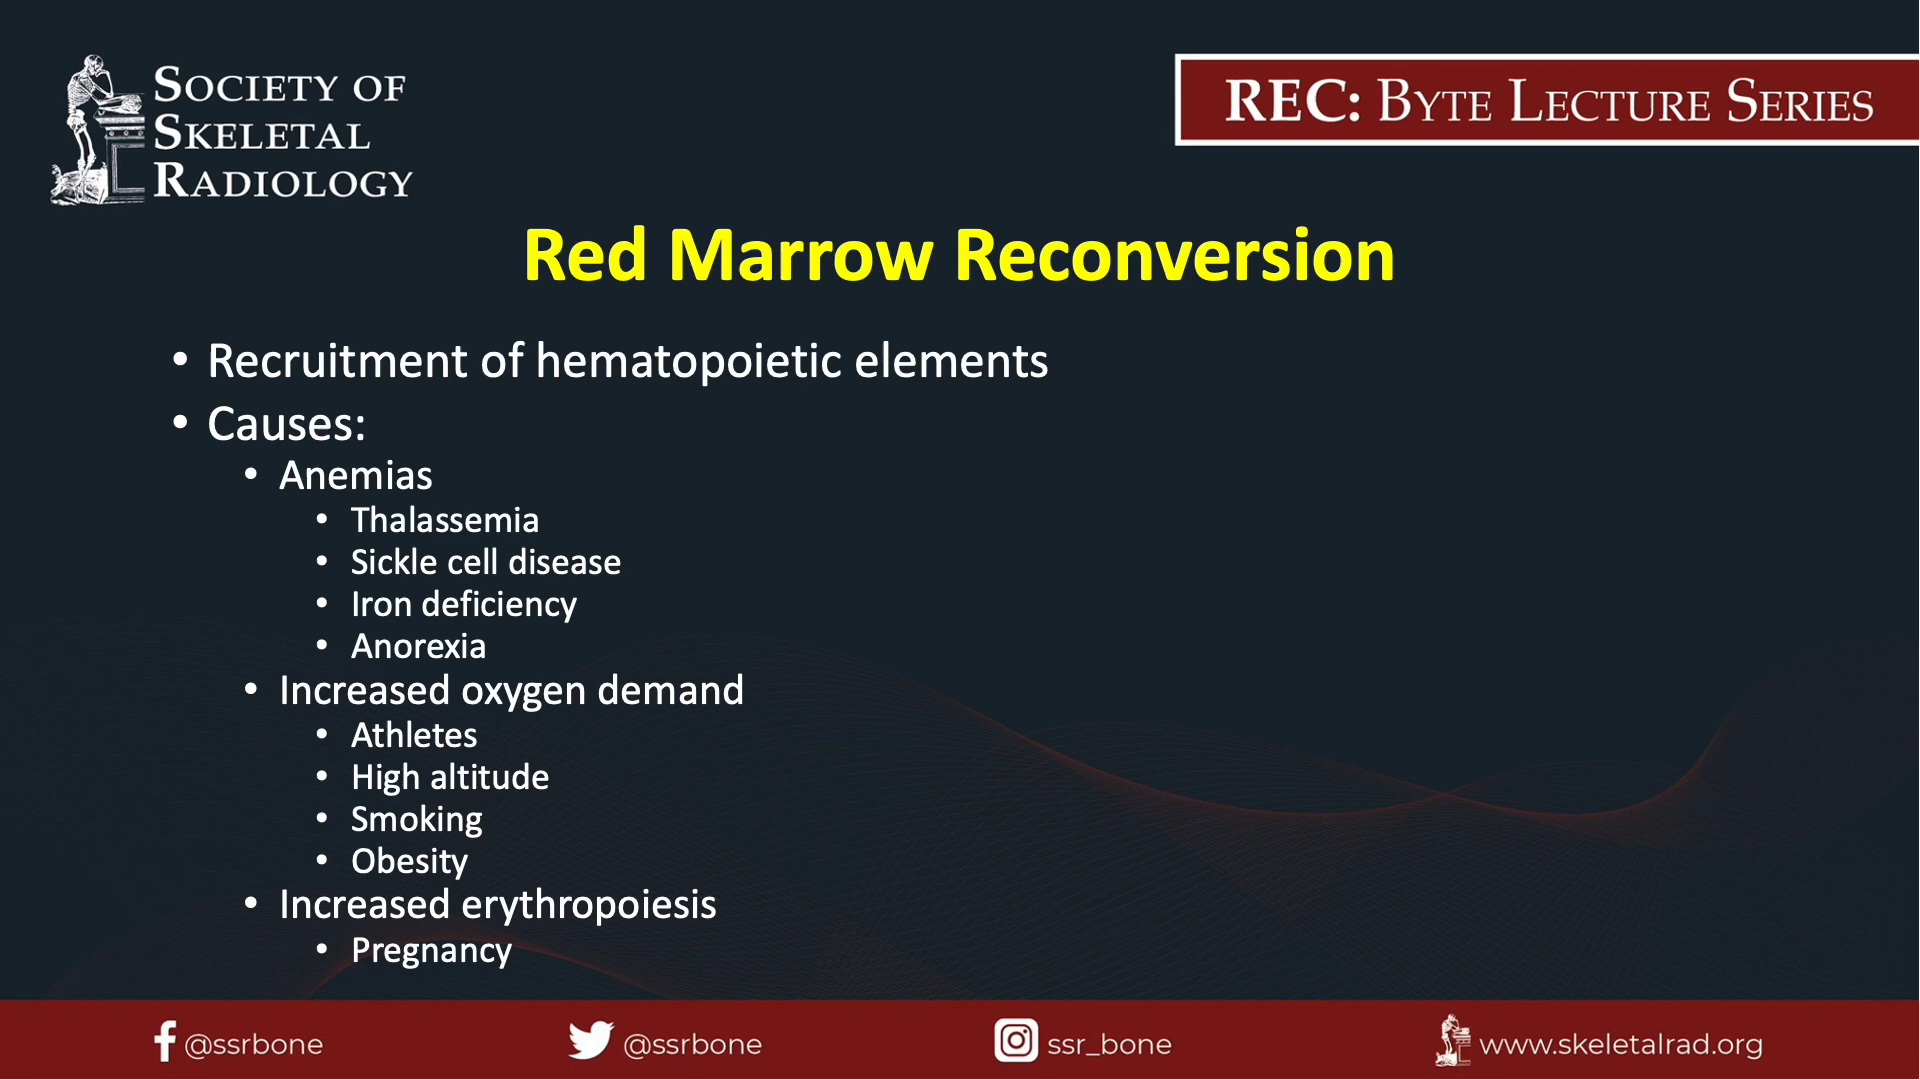 SOCIETY OF
SKELETAL
RADIOLOGY
REC: BYTE LECTURE SERIES
Red Marrow Reconversion
• Recruitment of hematopoietic elements
• Causes:
• Anemias
• Thalassemia
• Sickle cell disease
• Iron deficiency
• Anorexia
• Increased oxygen demand
• Athletes
• High altitude
• Smoking
• Obesity
• Increased erythropoiesis
• Pregnancy
@ssrbone @ssrbone ssr_bone www.skeletalrad.org